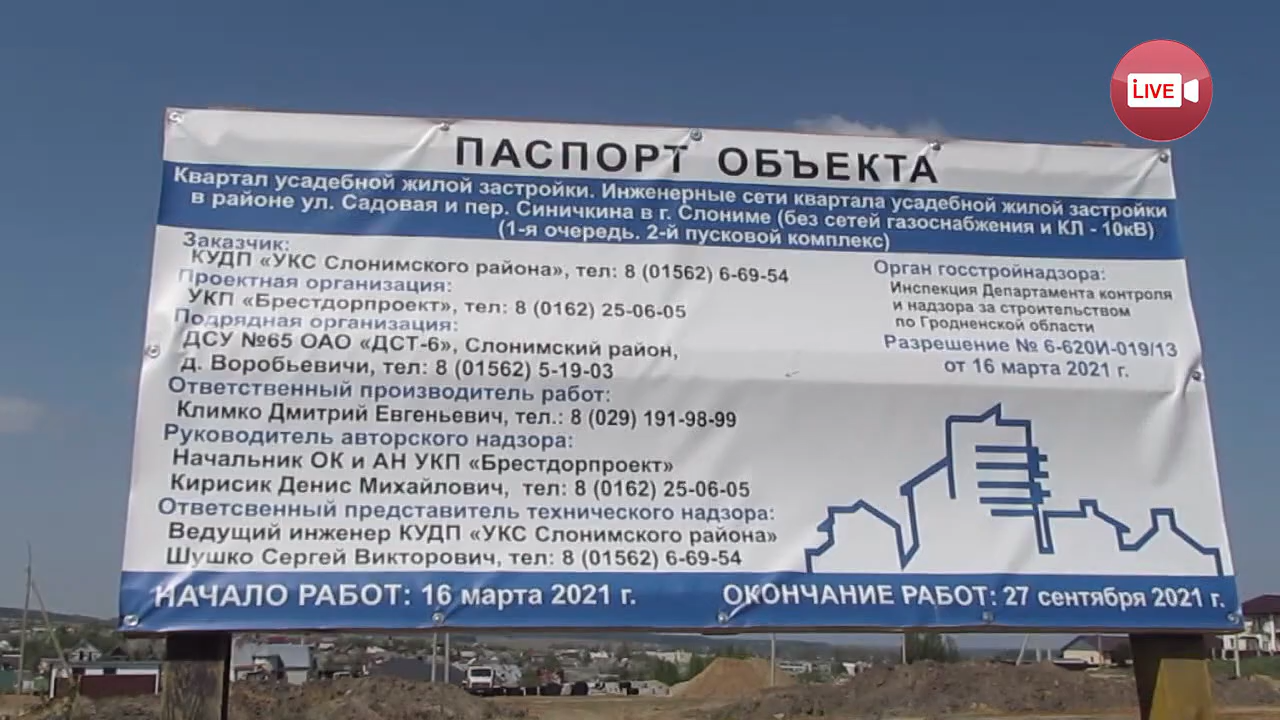 LIVE
ПАСПОРТ ОБЪЕКТА
Квартал усадебной жилой застройки. Инженерные сети квартала усадебной жилой застройки
в районе ул. Садовая и пер. Синичкина в г. Слониме (без сетей газоснабжения и КЛ - 10кВ)
(1-я очередь. 2-й пусковой комплекс)
Заказчик:
КУДП «УКС Слонимского района», тел: 8 (01562) 6-69-54
Проектная организация:
УКП «Брестдорпроект», тел: 8 (0162) 25-06-05
Подрядная организация:
ДСУ №65 ОАО «ДСТ-6», Слонимский район,
д. Воробьевичи, тел: 8 (01562) 5-19-03
Ответственный производитель работ:
Климко Дмитрий Евгеньевич, тел.: 8 (029) 191-98-99
Руководитель авторского надзора:
Начальник ОК и АН УКП «Брестдорпроект»
Кирисик Денис Михайлович, тел: 8 (0162) 25-06-05
Ответсвенный представитель технического надзора:
Ведущий инженер КУДП «УКС Слонимского района»
Шушко Сергей Викторович, тел: 8 (01562) 6-69-54
Орган госстройнадзора:
Инспекция Департамента контроля
и надзора за строительством
по Гродненской области
Разрешение № 6-620И-019/13
от 16 марта 2021 г.
НАЧАЛО РАБОТ: 16 марта 2021 г.
ОКОНЧАНИЕ РАБОТ: 27 сентября 2021 г.